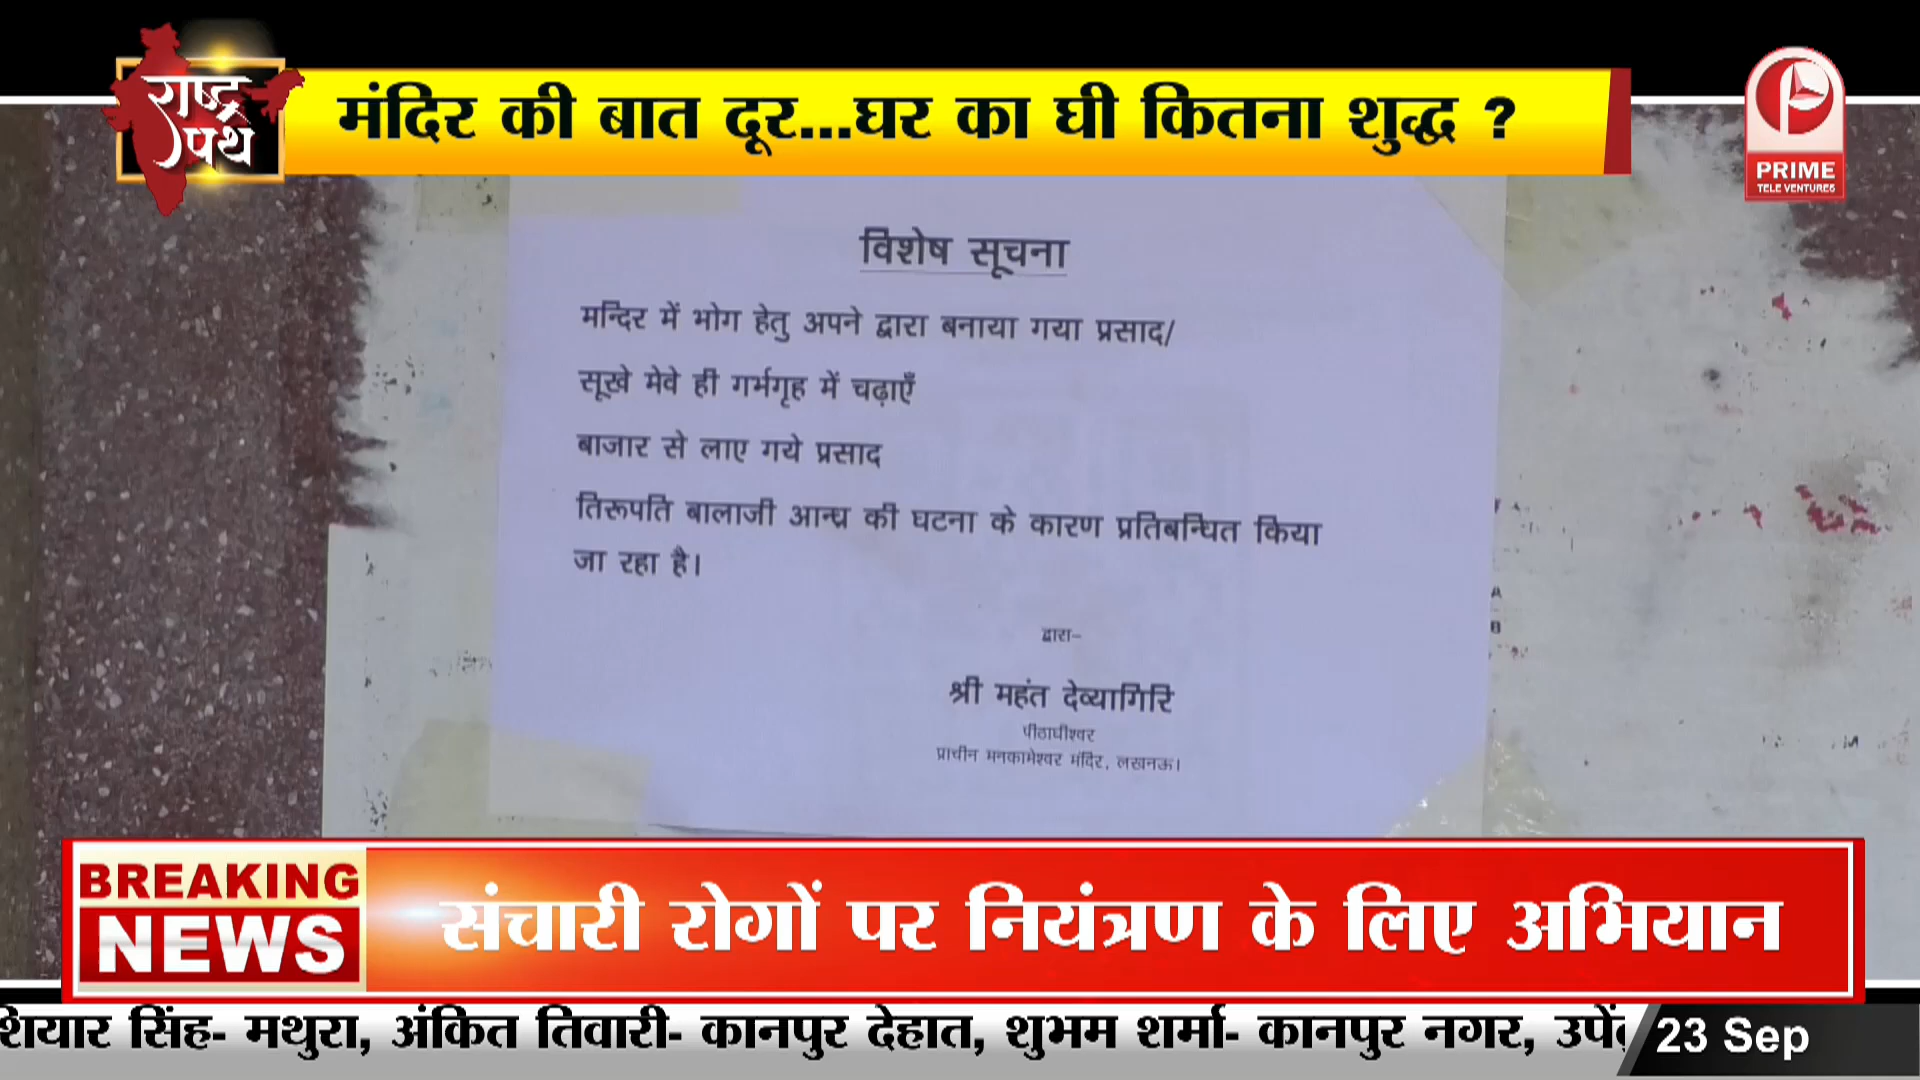 राष्ट्र
पथ
मंदिर की बात दूर...घर का घी कितना शुद्ध ?
PRIME
TELE VENTURES
विशेष सूचना
मन्दिर में भोग हेतु अपने द्वारा बनाया गया प्रसाद/
सूखे मेवे ही गर्भगृह में चढ़ाएँ
बाजार से लाए गये प्रसाद
तिरूपति बालाजी आन्ध्र की घटना के कारण प्रतिबन्धित किया
जा रहा है।
द्वारा–
श्री महंत देव्यागिरि
पीठाधीश्वर
प्राचीन मनकामेश्वर मंदिर, लखनऊ।
BREAKING
NEWS
संचारी रोगों पर नियंत्रण के लिए अभियान
सिंह- मथुरा, अंकित तिवारी- कानपुर देहात, शुभम शर्मा- कानपुर नगर,
23 Sep